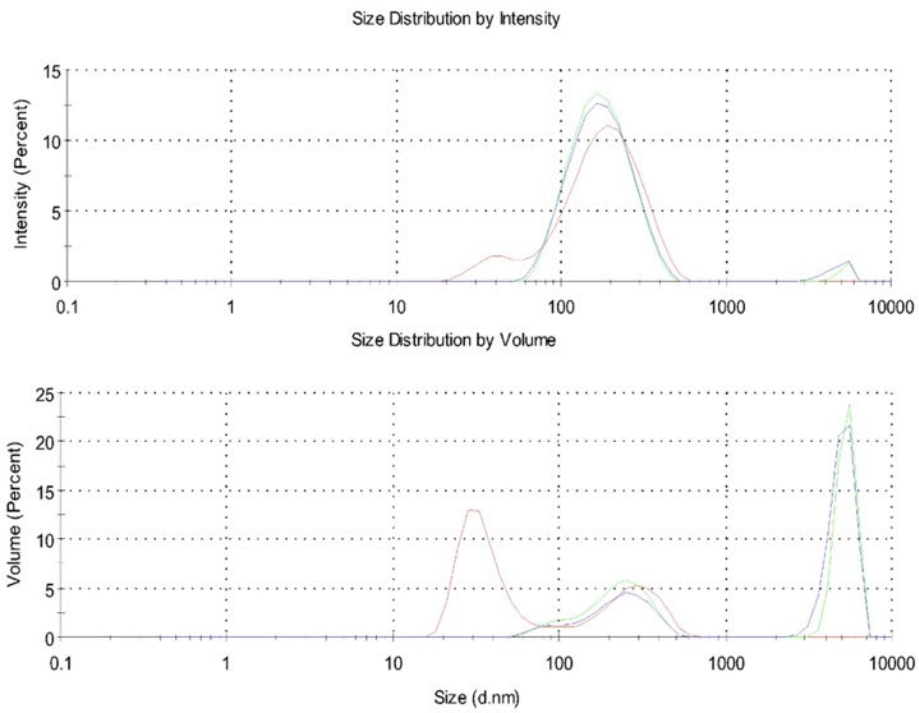 Size Distribution by Intensity
15
10
5
0
Intensity (Percent)
0.1 1 10 100 1000 10000
Size Distribution by Volume
25
20
15
10
5
0
Volume (Percent)
0.1 1 10 100 1000 10000
Size (d.nm)